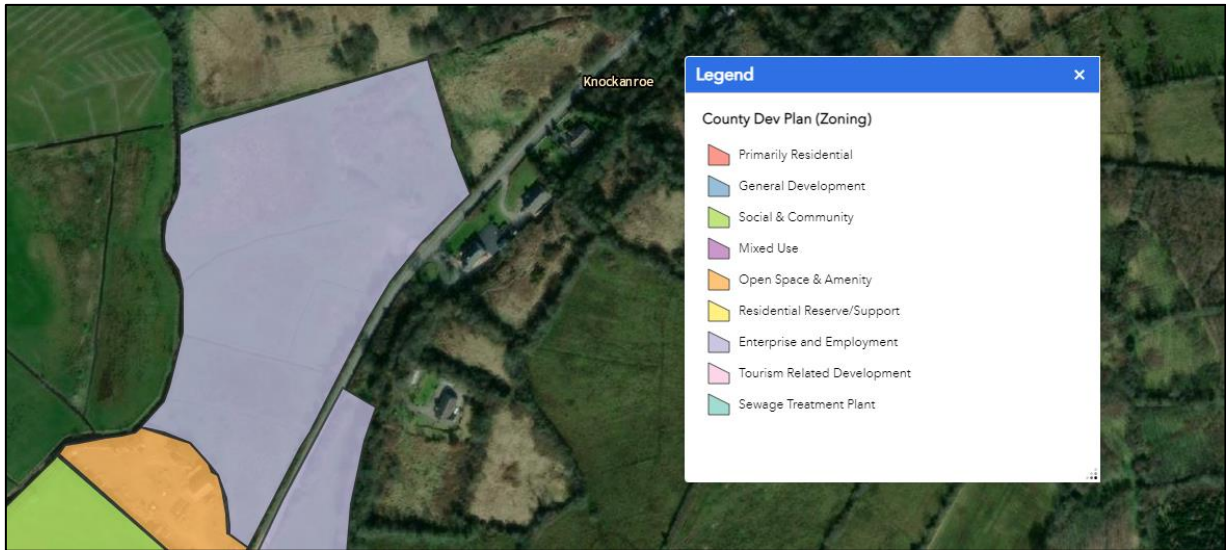 Knockanroe
Legend
County Dev Plan (Zoning)
Primarily Residential
General Development
Social & Community
Mixed Use
Open Space & Amenity
Residential Reserve/Support
Enterprise and Employment
Tourism Related Development
Sewage Treatment Plant